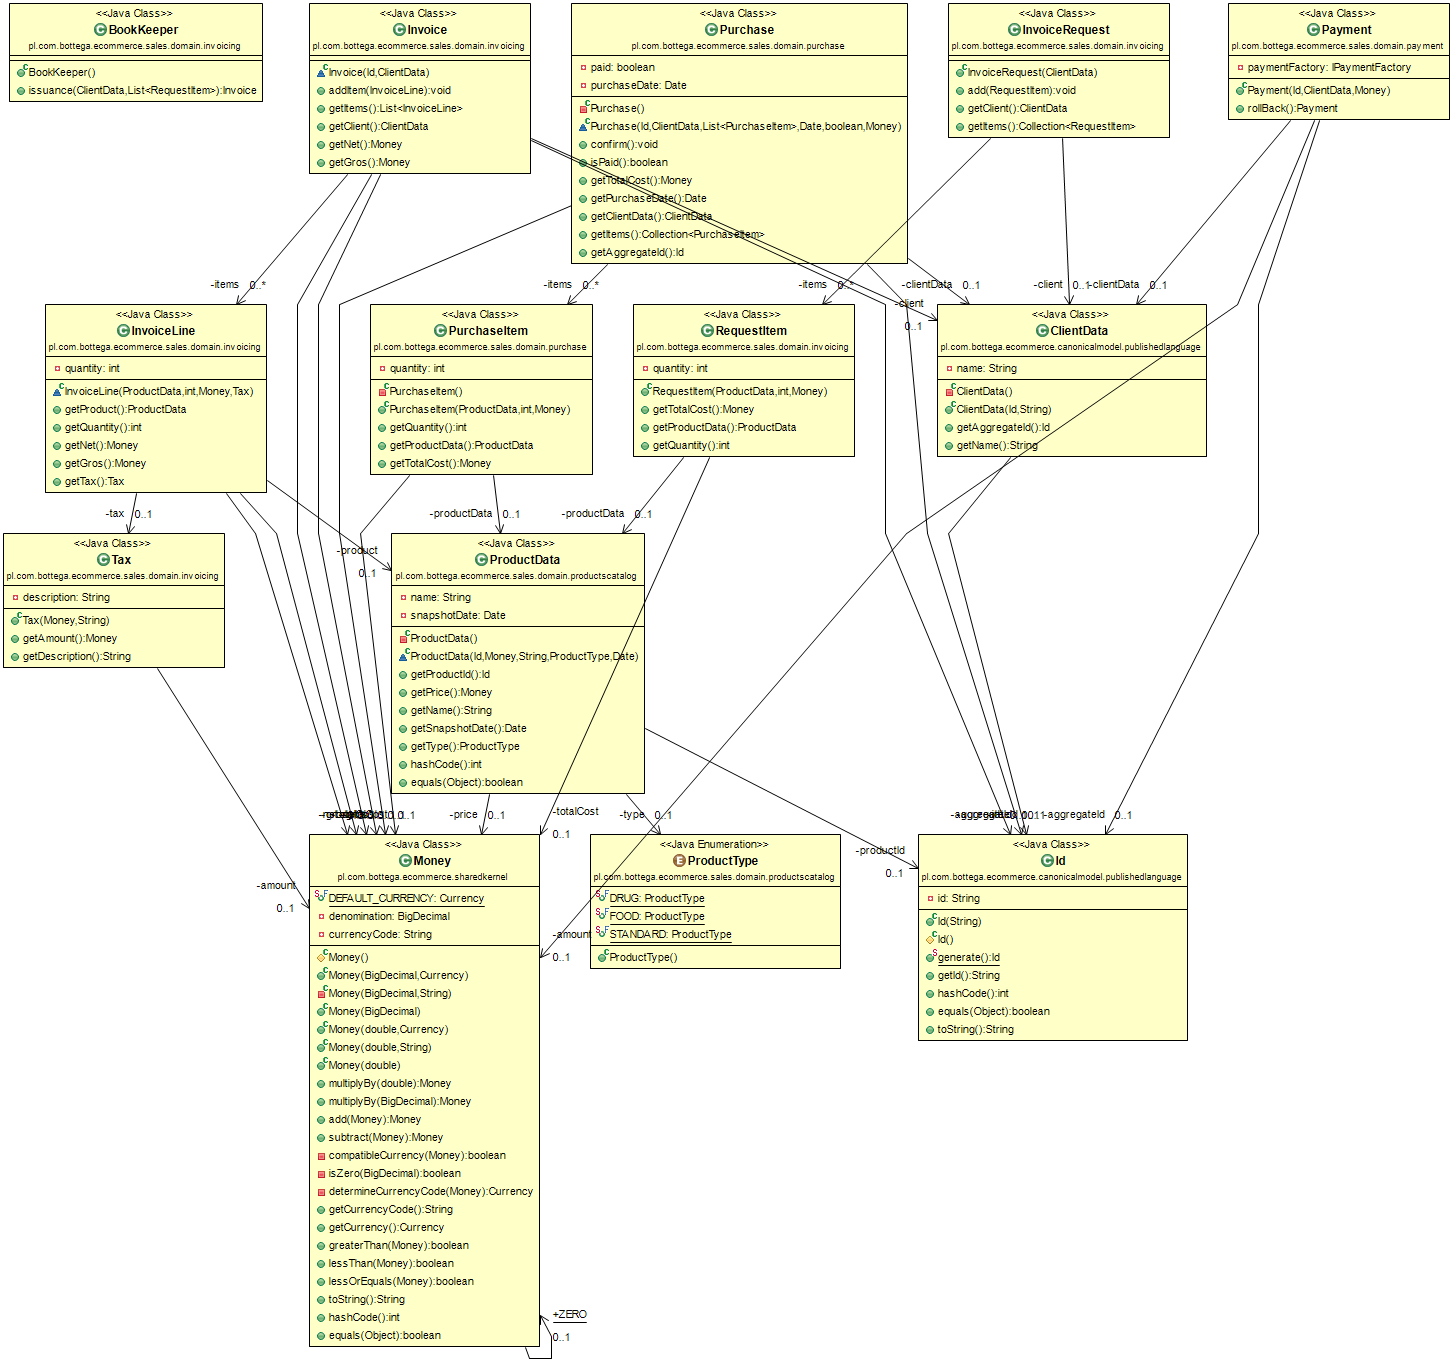 <<Java Class>>
BookKeeper
pl.com.bottega.ecommerce.sales.domain.invoicing
BookKeeper()
issuance(ClientData,List<RequestItem>):Invoice
<<Java Class>>
Invoice
pl.com.bottega.ecommerce.sales.domain.invoicing
Invoice(Id,ClientData)
addItem(InvoiceLine):void
getItems():List<InvoiceLine>
getClient():ClientData
getNet():Money
getGros():Money
<<Java Class>>
Purchase
pl.com.bottega.ecommerce.sales.domain.purchase
paid: boolean
purchaseDate: Date
Purchase()
Purchase(Id,ClientData,List<PurchaseItem>,Date,boolean,Money)
confirm():void
isPaid():boolean
getTotalCost():Money
getPurchaseDate():Date
getClientData():ClientData
getItems():Collection<PurchaseItem>
getAggregateId():Id
<<Java Class>>
InvoiceRequest
pl.com.bottega.ecommerce.sales.domain.invoicing
InvoiceRequest(ClientData)
add(RequestItem):void
getClient():ClientData
getItems():Collection<RequestItem>
<<Java Class>>
Payment
pl.com.bottega.ecommerce.sales.domain.payment
paymentFactory: IPaymentFactory
Payment(Id,ClientData,Money)
rollBack():Payment
-items 0..*
-items 0..*
-items 0..*
-clientData 0..1
-client 0..1
-clientData 0..1
-client
0..1
<<Java Class>>
InvoiceLine
pl.com.bottega.ecommerce.sales.domain.invoicing
quantity: int
InvoiceLine(ProductData,int,Money,Tax)
getProduct():ProductData
getQuantity():int
getNet():Money
getGros():Money
getTax():Tax
<<Java Class>>
PurchaseItem
pl.com.bottega.ecommerce.sales.domain.purchase
quantity: int
PurchaseItem()
PurchaseItem(ProductData,int,Money)
getQuantity():int
getProductData():ProductData
getTotalCost():Money
<<Java Class>>
RequestItem
pl.com.bottega.ecommerce.sales.domain.invoicing
quantity: int
RequestItem(ProductData,int,Money)
getTotalCost():Money
getProductData():ProductData
getQuantity():int
<<Java Class>>
ClientData
pl.com.bottega.ecommerce.canonicalmodel.publishedlanguage
name: String
ClientData()
ClientData(Id,String)
getAggregateId():Id
getName():String
-tax 0..1
-productData 0..1
-productData 0..1
-product
0..1
<<Java Class>>
Tax
pl.com.bottega.ecommerce.sales.domain.invoicing
description: String
Tax(Money,String)
getAmount():Money
getDescription():String
<<Java Class>>
ProductData
pl.com.bottega.ecommerce.sales.domain.productscatalog
name: String
snapshotDate: Date
ProductData()
ProductData(Id,Money,String,ProductType,Date)
getProductId():Id
getPrice():Money
getName():String
getSnapshotDate():Date
getType():ProductType
hashCode():int
equals(Object):boolean
-price 0..1
-totalCost
0..1
-type 0..1
-productId
0..1
-aggregateId 0..1
-amount
0..1
<<Java Class>>
Money
pl.com.bottega.ecommerce.sharedkernel
DEFAULT_CURRENCY: Currency
denomination: BigDecimal
currencyCode: String
Money()
Money(BigDecimal,Currency)
Money(BigDecimal,String)
Money(BigDecimal)
Money(double,Currency)
Money(double,String)
Money(double)
multiplyBy(double):Money
multiplyBy(BigDecimal):Money
add(Money):Money
subtract(Money):Money
compatibleCurrency(Money):boolean
isZero(BigDecimal):boolean
determineCurrencyCode(Money):Currency
getCurrencyCode():String
getCurrency():Currency
greaterThan(Money):boolean
lessThan(Money):boolean
lessOrEquals(Money):boolean
toString():String
hashCode():int
equals(Object):boolean
-amount
0..1
+ZERO
0..1
<<Java Enumeration>>
ProductType
pl.com.bottega.ecommerce.sales.domain.productscatalog
DRUG: ProductType
FOOD: ProductType
STANDARD: ProductType
ProductType()
<<Java Class>>
Id
pl.com.bottega.ecommerce.canonicalmodel.publishedlanguage
id: String
Id(String)
Id()
generate():Id
getId():String
hashCode():int
equals(Object):boolean
toString():String